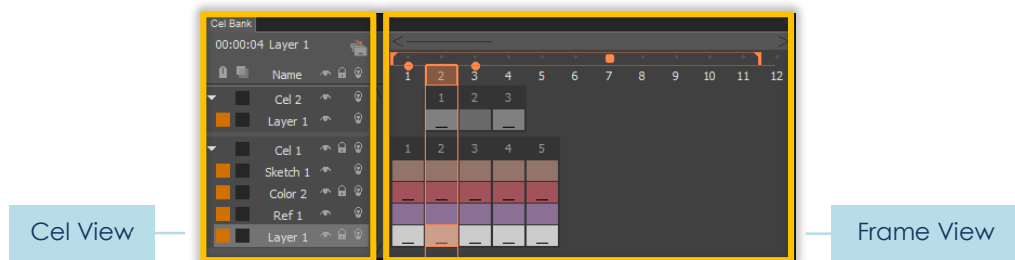 Cel Bank
00:00:04 Layer 1
Name
1 2 3 4 5 6 7 8 9 10 11 12
Cel 2
1 2 3
Layer 1
Cel 1
1 2 3 4 5
Sketch 1
Color 2
Ref 1
Layer 1
Cel View
Frame View